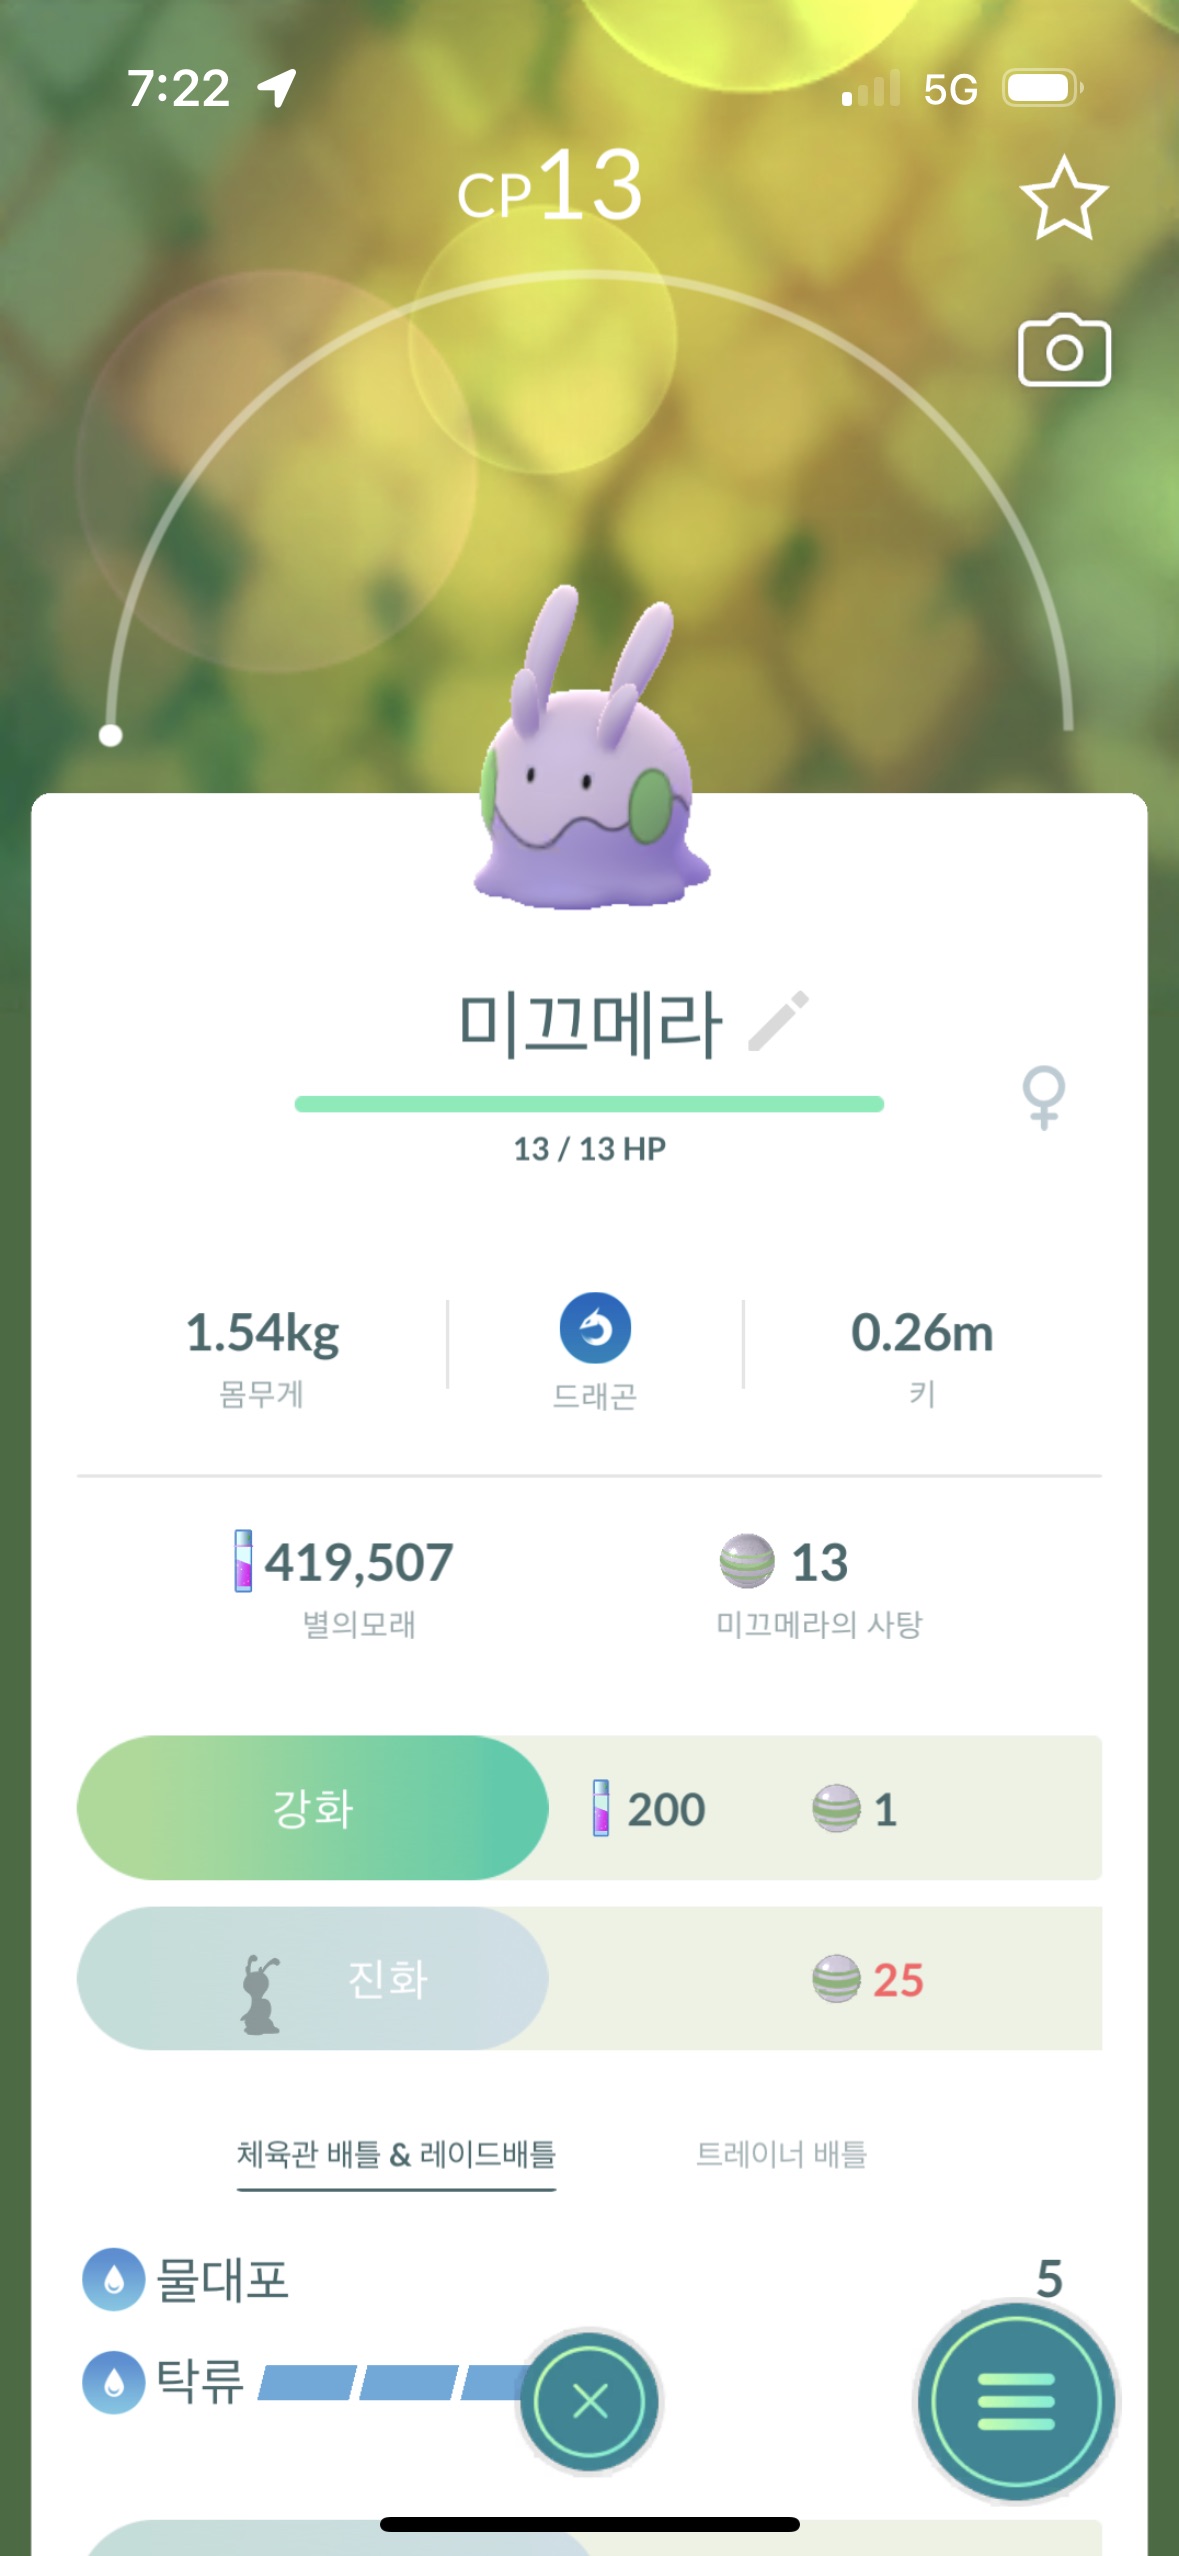 7:22
5G
CP13
미끄메라
13 / 13 HP
1.54kg
몸무게
드래곤
0.26m
키
419,507
별의모래
13
미끄메라의 사탕
강화 200 1
진화 25
체육관 배틀 & 레이드배틀
트레이너 배틀
물대포 5
탁류